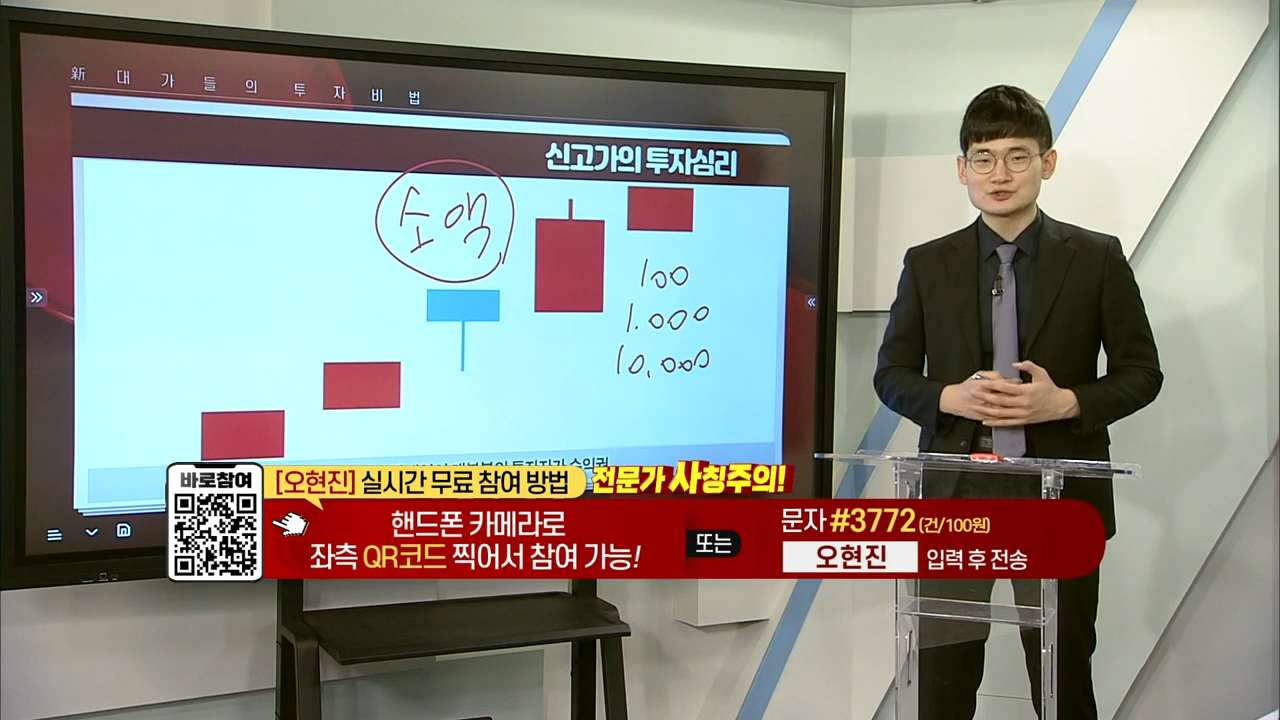 新 대가들의 투자비법
신고가의 투자심리
소액
100
1.000
10,000
바로참여
[오현진] 실시간 무료 참여 방법
전문가 사칭주의!
핸드폰 카메라로
좌측 QR코드 찍어서 참여 가능!
또는
문자 #3772 (건/100원)
오현진 입력 후 전송